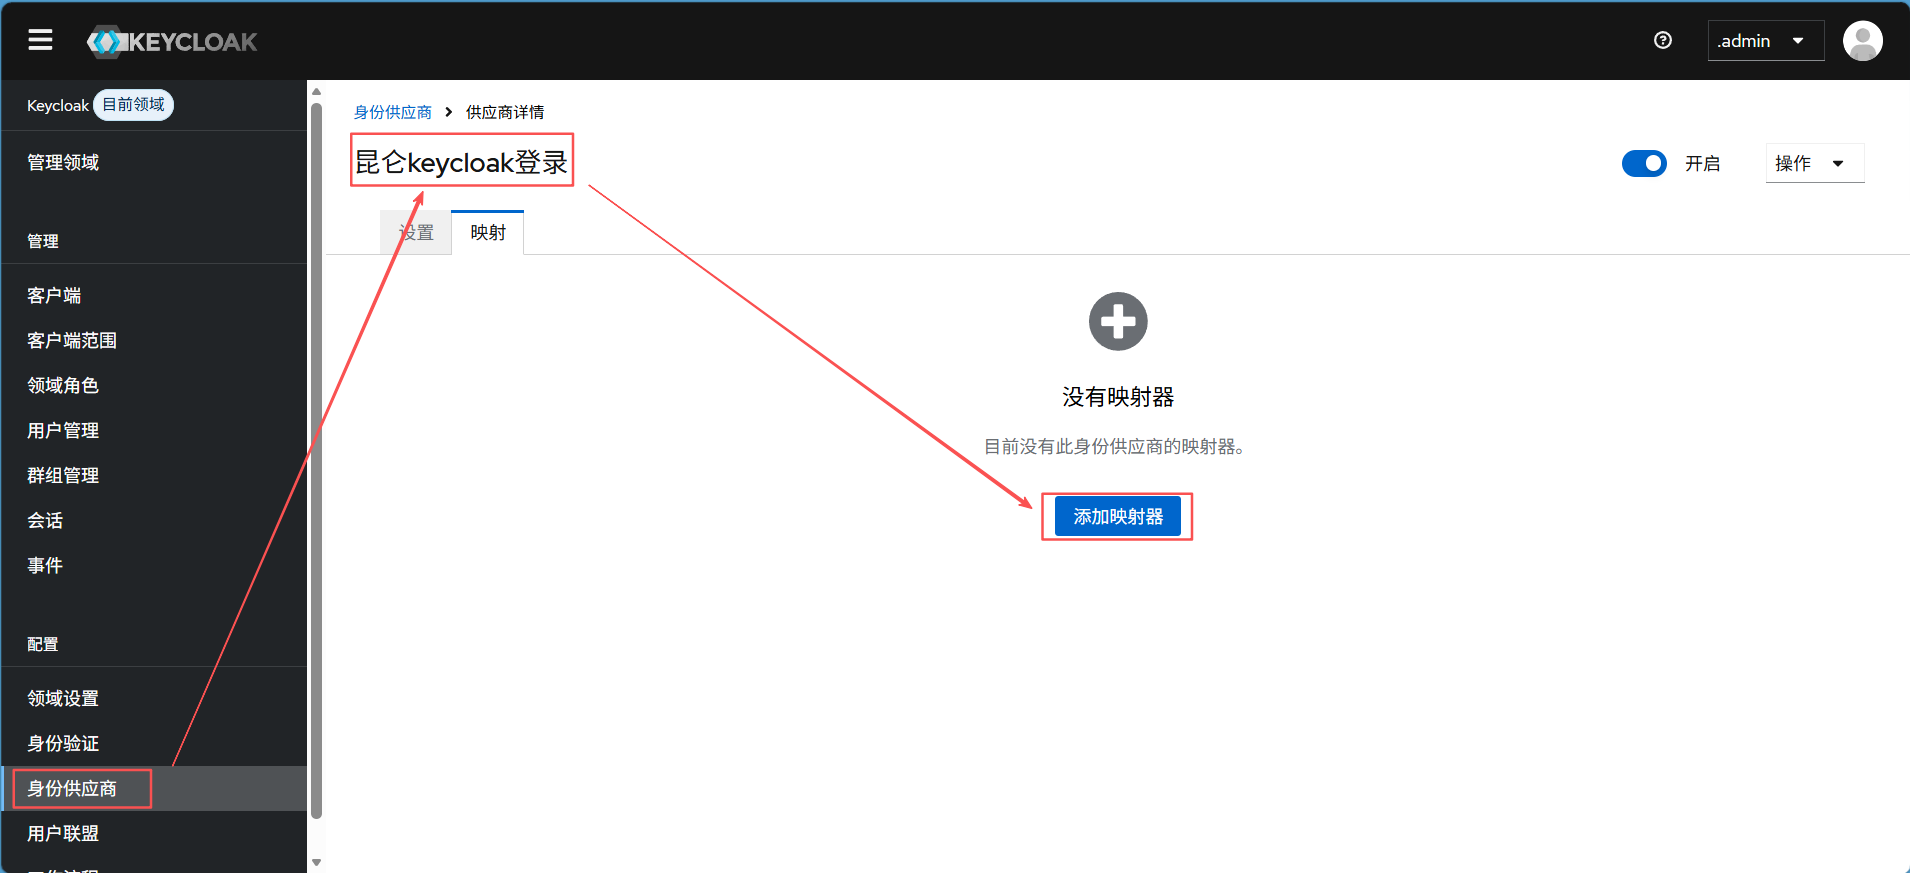 KEYCLOAK
.admin
Keycloak 目前领域
管理领域
管理
客户端
客户端范围
领域角色
用户管理
群组管理
会话
事件
配置
领域设置
身份验证
身份供应商
用户联盟
身份供应商 供应商详情
昆仑keycloak登录
开启
操作
设置 映射
没有映射器
目前没有此身份供应商的映射器。
添加映射器